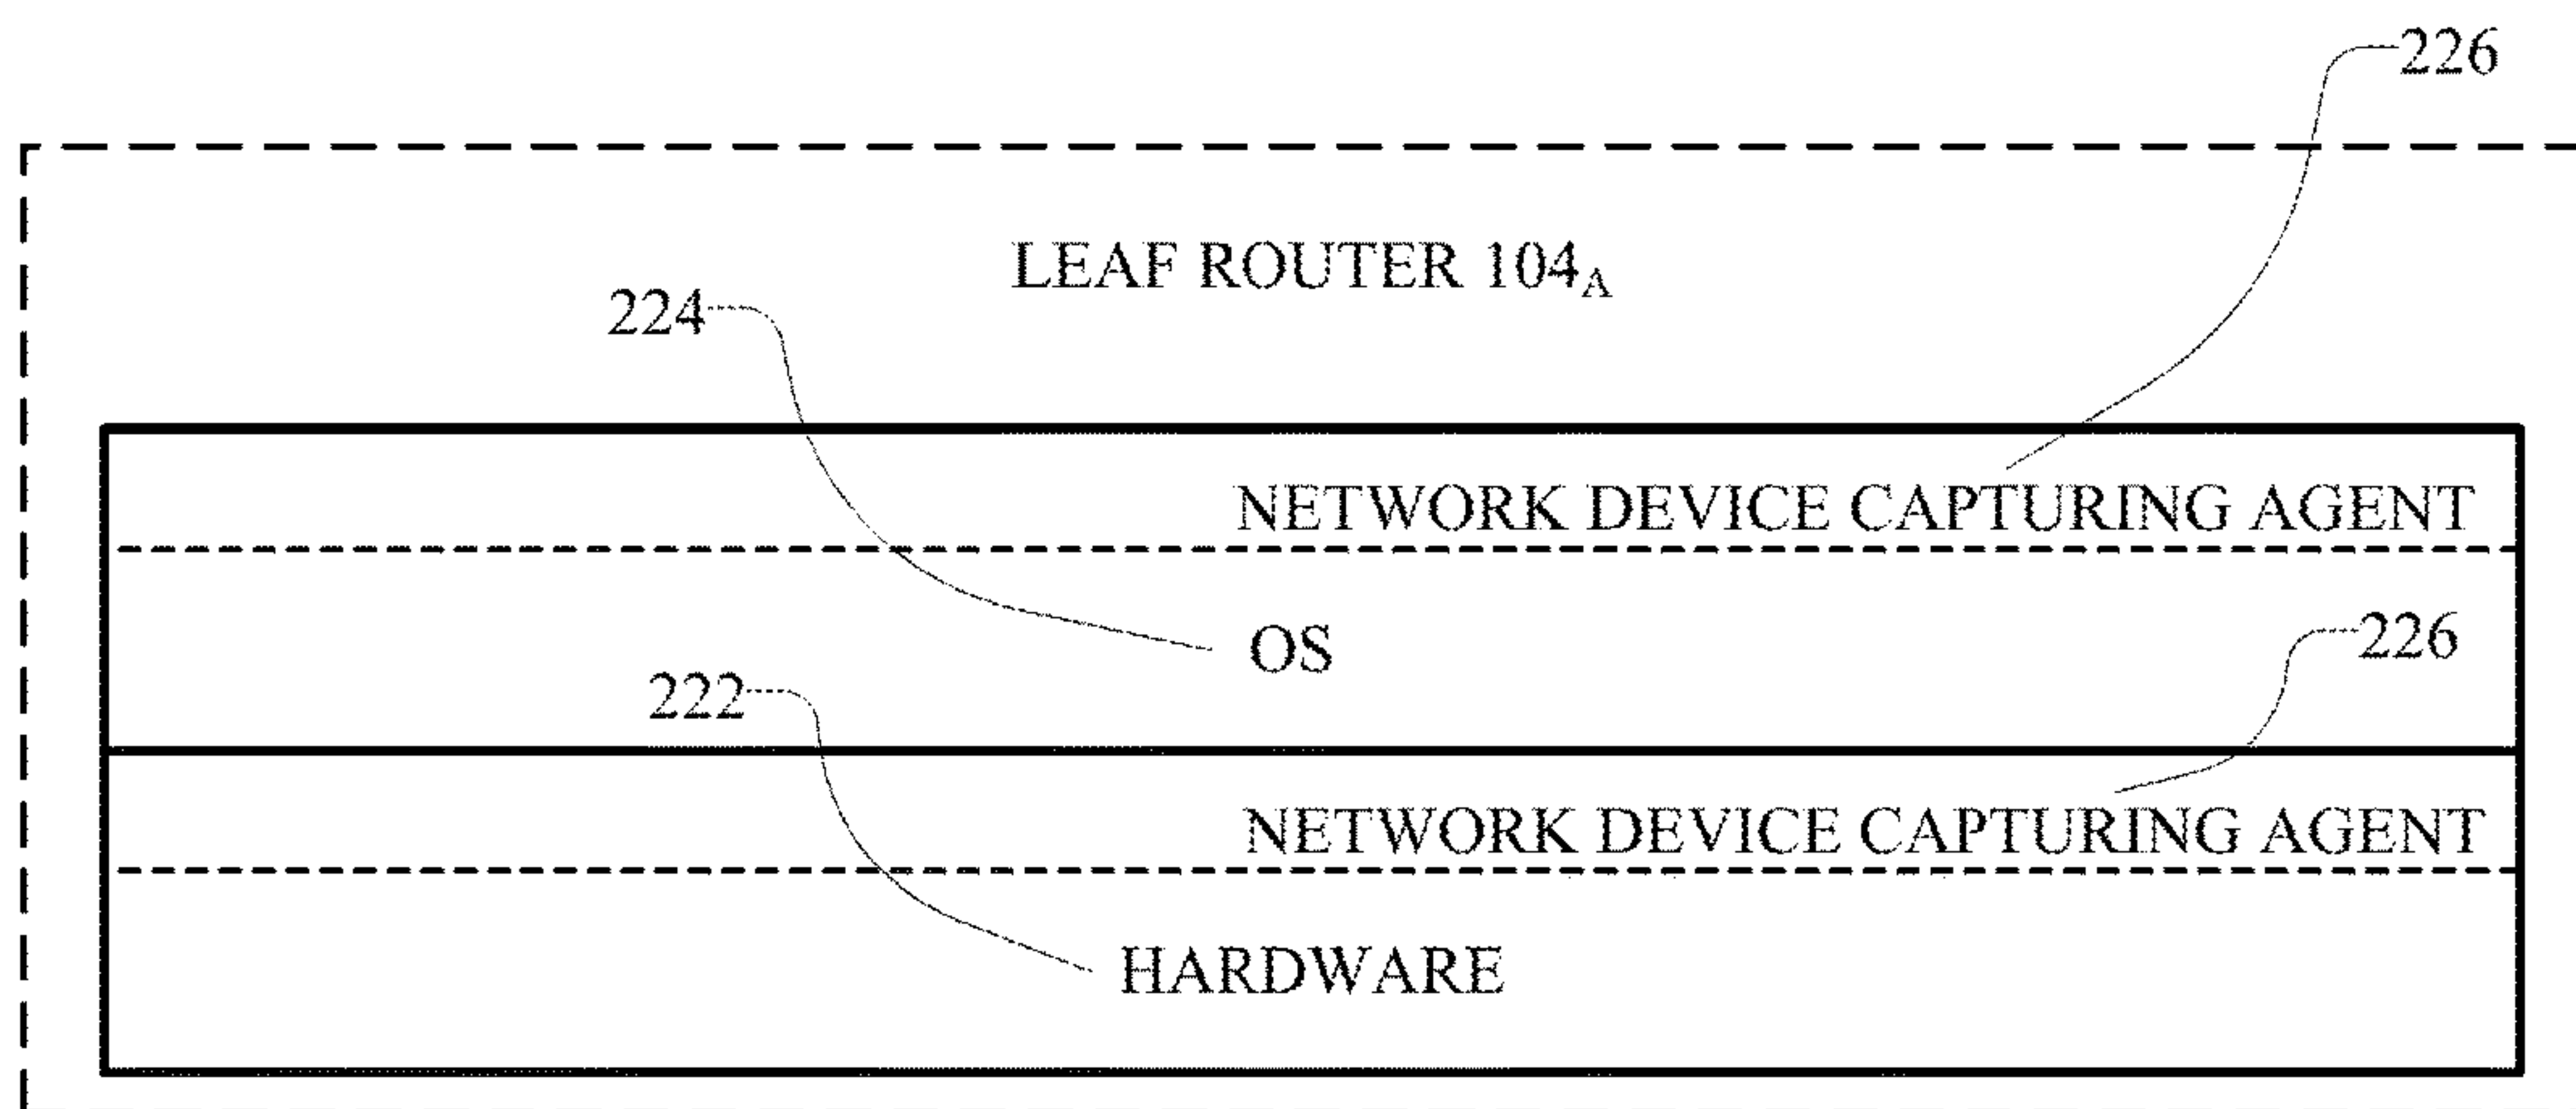 226
LEAF ROUTER 104A
224
NETWORK DEVICE CAPTURING AGENT
OS
226
222
NETWORK DEVICE CAPTURING AGENT
HARDWARE